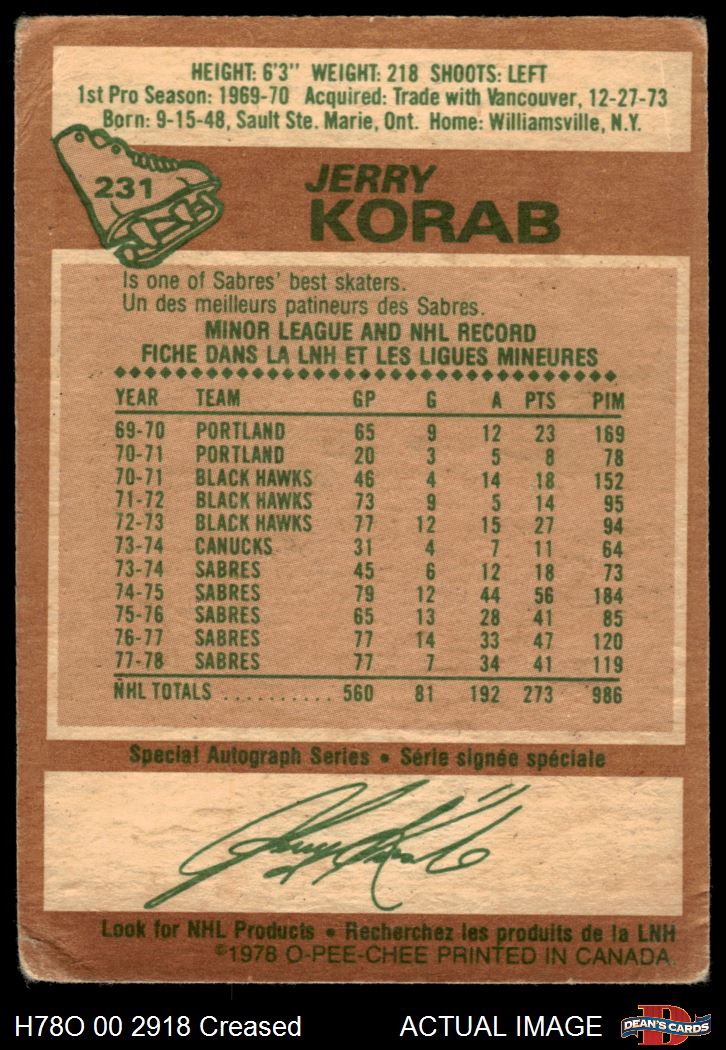 HEIGHT: 6'3" WEIGHT: 218 SHOOTS: LEFT
1st Pro Season: 1969-70 Acquired: Trade with Vancouver, 12-27-73
Born: 9-15-48, Sault Ste. Marie, Ont. Home: Williamsville, N.Y.
231
JERRY
KORAB
Is one of Sabres' best skaters.
Un des meilleurs patineurs des Sabres.
MINOR LEAGUE AND NHL RECORD
FICHE DANS LA LNH ET LES LIGUES MINEURES
YEAR TEAM GP G A PTS PIM
69-70 PORTLAND 65 9 12 23 169
70-71 PORTLAND 20 3 5 8 78
70-71 BLACK HAWKS 46 4 14 18 152
71-72 BLACK HAWKS 73 9 5 14 95
72-73 BLACK HAWKS 77 12 15 27 94
73-74 CANUCKS 31 4 7 11 64
73-74 SABRES 45 6 12 18 73
74-75 SABRES 79 12 44 56 184
75-76 SABRES 65 13 28 41 85
76-77 SABRES 77 14 33 47 120
77-78 SABRES 77 7 34 41 119
NHL TOTALS .......... 560 81 192 273 986
Special Autograph Series • Série signée spéciale
Jerry Korab
Look for NHL Products • Recherchez les produits de la LNH
©1978 O-PEE-CHEE PRINTED IN CANADA.
H78O 00 2918 Creased ACTUAL IMAGE
D
DEAN'S CARDS